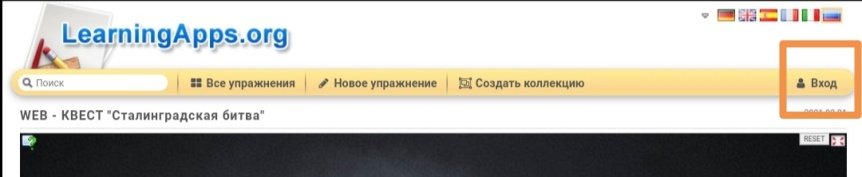 LearningApps.org
Поиск
Все упражнения
Новое упражнение
Создать коллекцию
Вход
WEB - КВЕСТ "Сталинградская битва"
RESET